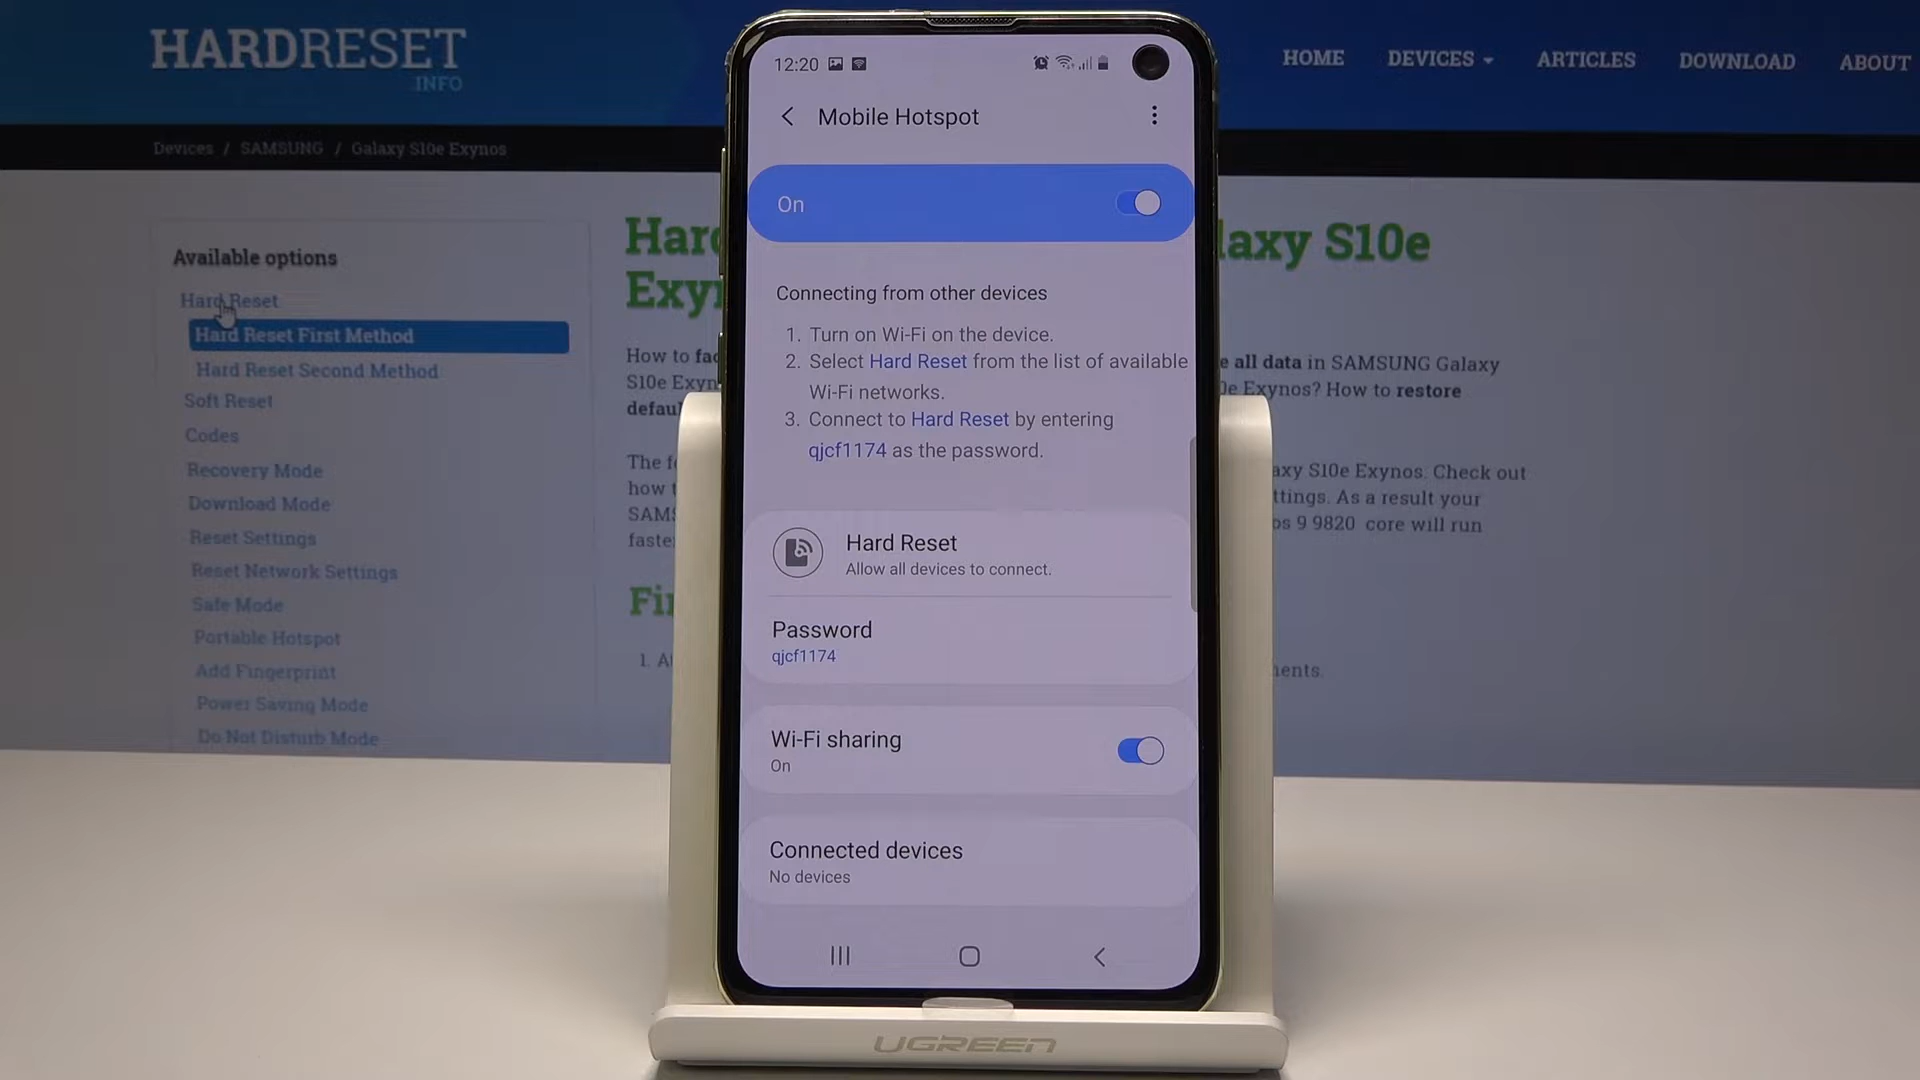 HARDRESET
.INFO
HOME
DEVICES
ARTICLES
DOWNLOAD
ABOUT
Devices / SAMSUNG / Galaxy S10e Exynos
Available options
Hard Reset
Hard Reset First Method
Hard Reset Second Method
Soft Reset
Codes
Recovery Mode
Download Mode
Reset Settings
Reset Network Settings
Safe Mode
Portable Hotspot
Add Fingerprint
Power Saving Mode
Do Not Disturb Mode
12:20
Mobile Hotspot
On
Connecting from other devices
1. Turn on Wi-Fi on the device.
2. Select Hard Reset from the list of available
Wi-Fi networks.
3. Connect to Hard Reset by entering
qjcf1174 as the password.
Hard Reset
Allow all devices to connect.
Password
qjcf1174
Wi-Fi sharing
On
Connected devices
No devices
UGREEN
S10e
How to
S10e
how
1.
all data in SAMSUNG Galaxy
Exynos? How to restore
S10e Exynos. Check out
As a result your
9 9820 core will run